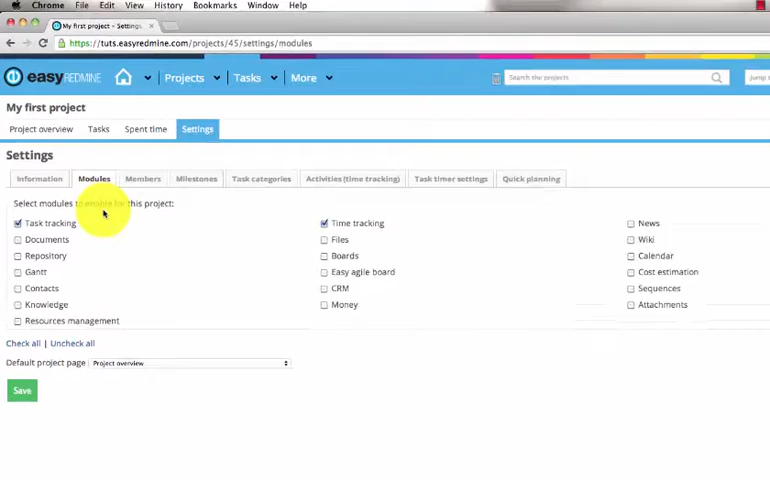 Chrome File Edit View History Bookmarks Window Help
My first project - Settings
https://tuts.easyredmine.com/projects/45/settings/modules
easyREDMINE Projects Tasks More Search the projects Jump
My first project
Project overview Tasks Spent time Settings
Settings
Information Modules Members Milestones Task categories Activities (time tracking) Task timer settings Quick planning
Select modules to enable for this project:
Task tracking Time tracking News
Documents Files Wiki
Repository Boards Calendar
Gantt Easy agile board Cost estimation
Contacts CRM Sequences
Knowledge Money Attachments
Resources management
Check all | Uncheck all
Default project page Project overview
Save